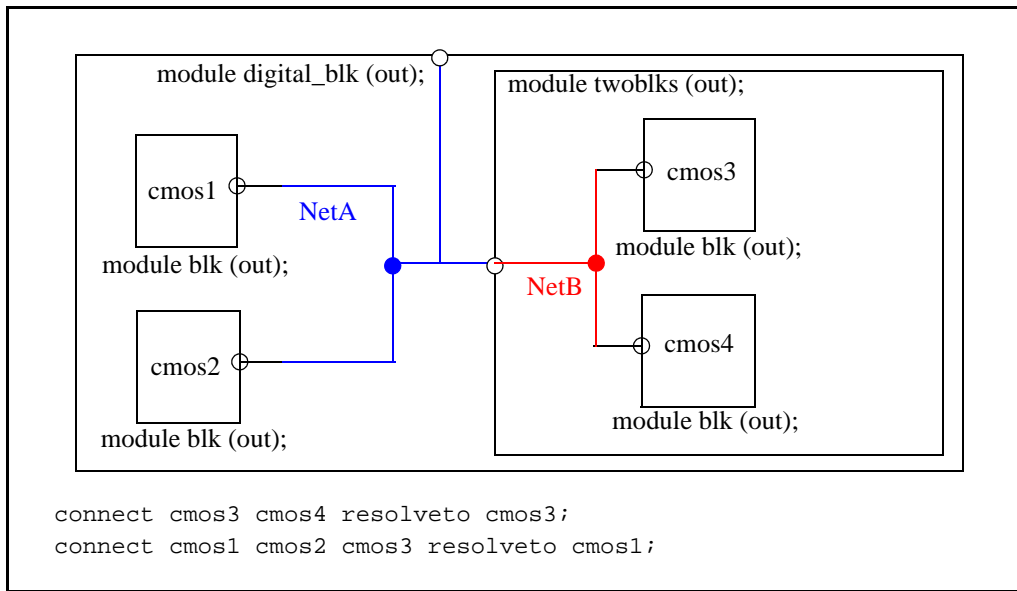 module digital_blk (out);
module twoblks (out);
cmos1
NetA
module blk (out);
cmos2
module blk (out);
cmos3
module blk (out);
NetB
cmos4
module blk (out);
connect cmos3 cmos4 resolveto cmos3;
connect cmos1 cmos2 cmos3 resolveto cmos1;